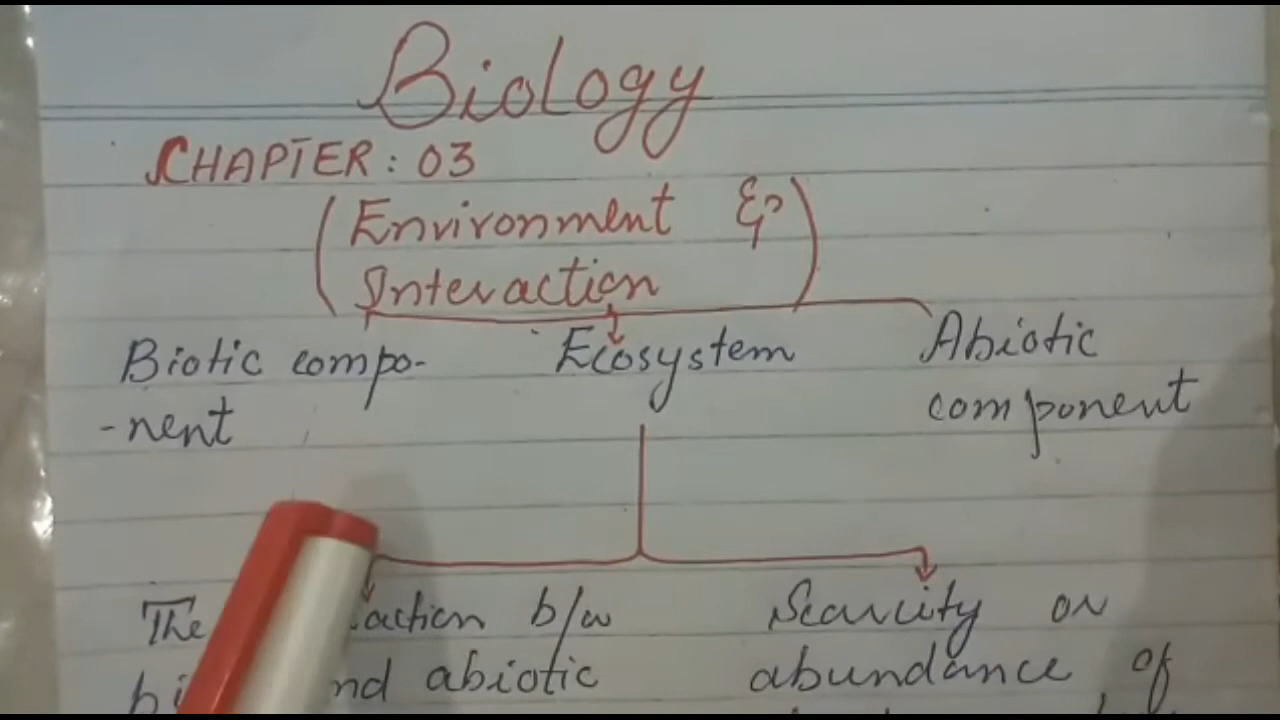 Biology
CHAPTER: 03
(Environment &
Interaction)
Biotic compo-
-nent
Ecosystem
Abiotic
component
The action b/w
nd abiotic
Scarcity or
abundance of